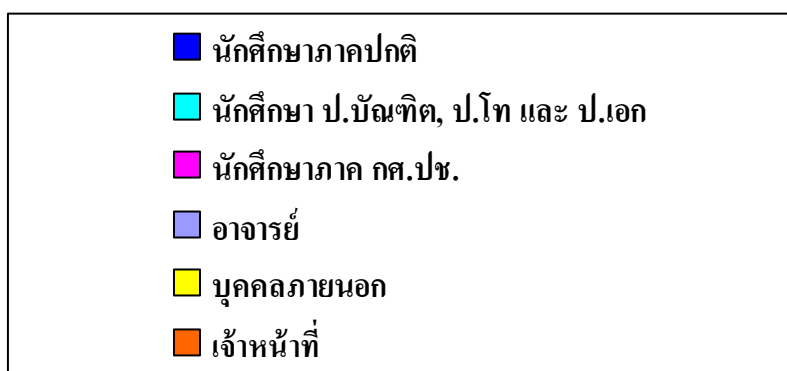 นักศึกษาภาคปกติ
นักศึกษา ป.บัณฑิต, ป.โท และ ป.เอก
นักศึกษาภาค กศ.ปช.
อาจารย์
บุคคลภายนอก
เจ้าหน้าที่